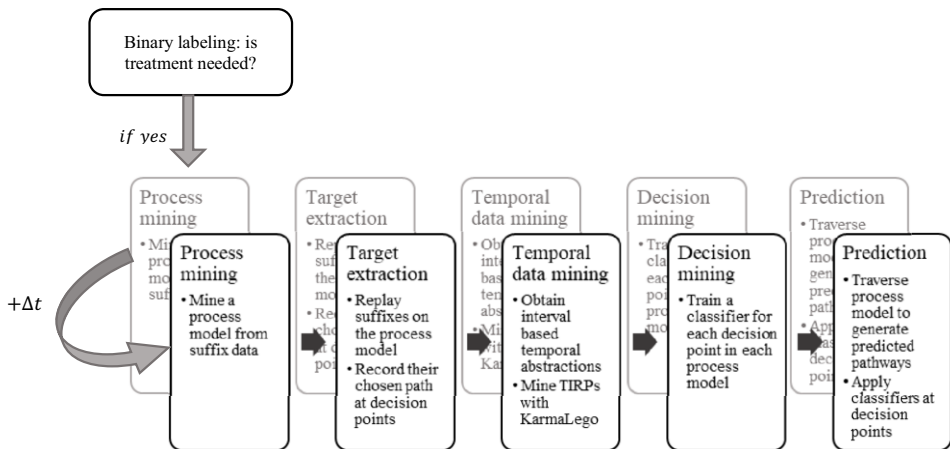 Binary labeling: is
treatment needed?
if yes
+Δt
Process
mining
Target
extraction
Temporal
data mining
Decision
mining
Prediction
• Traverse
Process
mining
• Mine a
process
model from
suffix data
Target
extraction
• Replay
suffixes on
the process
model
• Record their
chosen path
at decision
points
Temporal
data mining
• Obtain
interval
based
temporal
abstractions
• Mine TIRPs
with
KarmaLego
Decision
mining
• Train a
classifier for
each decision
point in each
process
model
Prediction
• Traverse
process
model to
generate
predicted
pathways
• Apply
classifiers at
decision
points